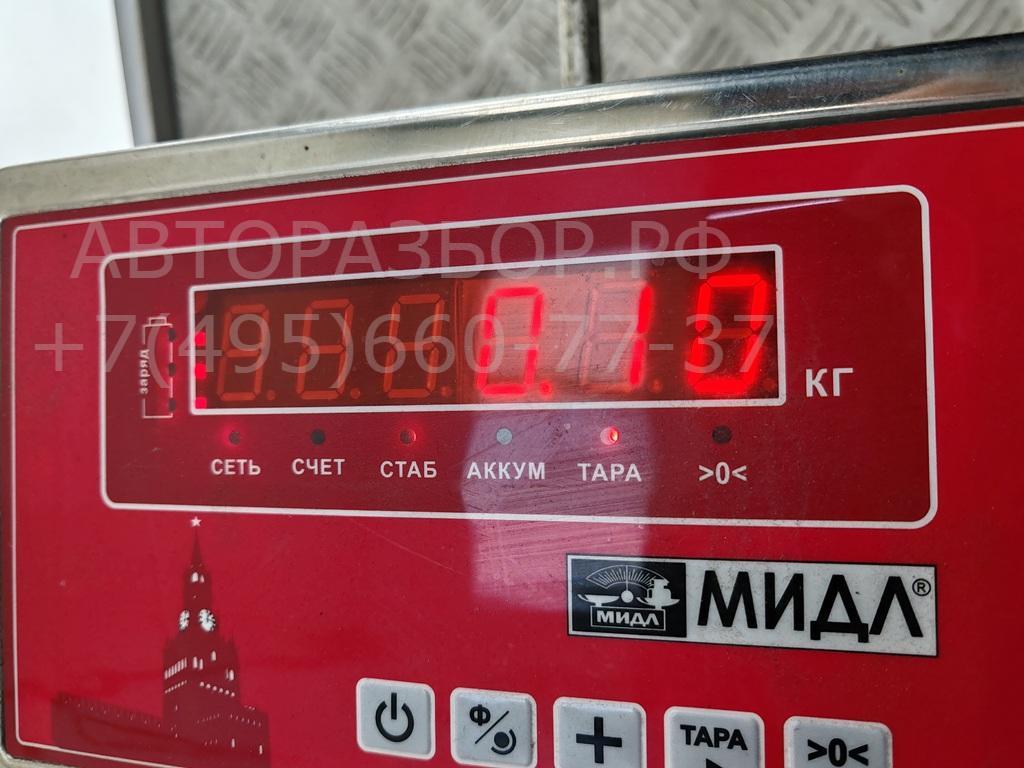 АВТОРАЗБОР.РФ
+7(495)660-77-37
заряд
0.10
КГ
СЕТЬ СЧЕТ СТАБ АККУМ ТАРА >0<
МИДЛ МИДЛ®
Ф ТАРА >0<